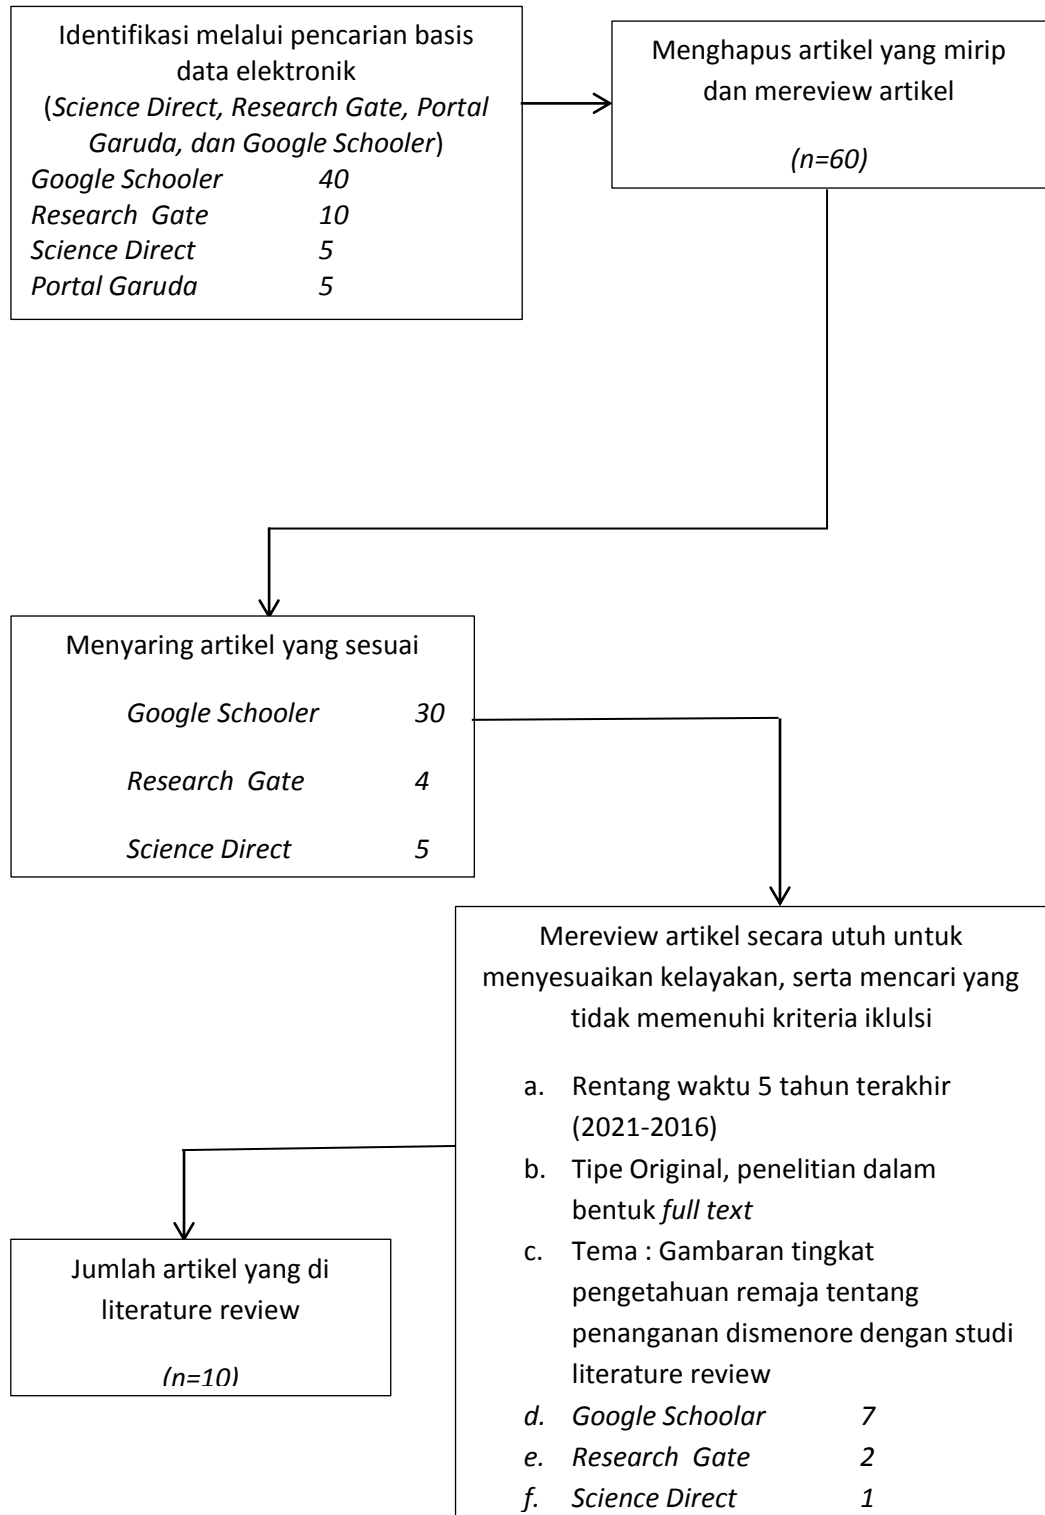 Identifikasi melalui pencarian basis
data elektronik
(Science Direct, Research Gate, Portal
Garuda, dan Google Schooler)
Google Schooler 40
Research Gate 10
Science Direct 5
Portal Garuda 5
Menghapus artikel yang mirip
dan mereview artikel
(n=60)
Menyaring artikel yang sesuai
Google Schooler 30
Research Gate 4
Science Direct 5
Mereview artikel secara utuh untuk
menyesuaikan kelayakan, serta mencari yang
tidak memenuhi kriteria iklulsi
a. Rentang waktu 5 tahun terakhir
(2021-2016)
b. Tipe Original, penelitian dalam
bentuk full text
c. Tema : Gambaran tingkat
pengetahuan remaja tentang
penanganan dismenore dengan studi
literature review
d. Google Schoolar 7
e. Research Gate 2
f. Science Direct 1
Jumlah artikel yang di
literature review
(n=10)